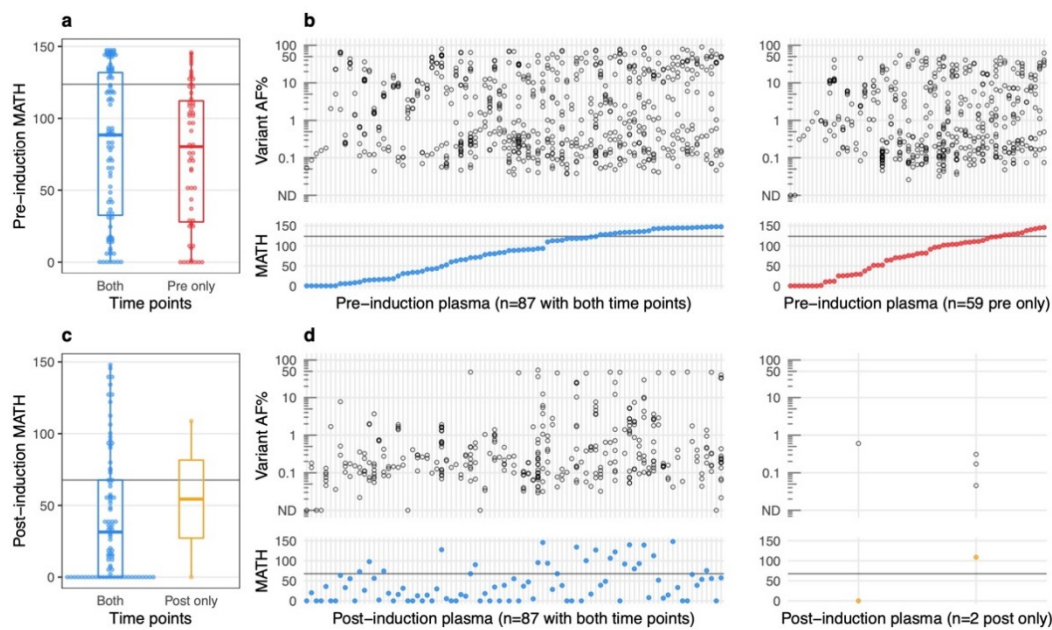 a
Pre−induction MATH
150
100
50
0
Both
Pre only
Time points
b
Variant AF%
100
50
10
1
0.1
ND
MATH
150
100
50
0
Pre−induction plasma (n=87 with both time points)
100
50
10
1
0.1
ND
150
100
50
0
Pre−induction plasma (n=59 pre only)
c
Post−induction MATH
150
100
50
0
Both
Post only
Time points
d
Variant AF%
100
50
10
1
0.1
ND
MATH
150
100
50
0
Post−induction plasma (n=87 with both time points)
100
50
10
1
0.1
ND
150
100
50
0
Post−induction plasma (n=2 post only)